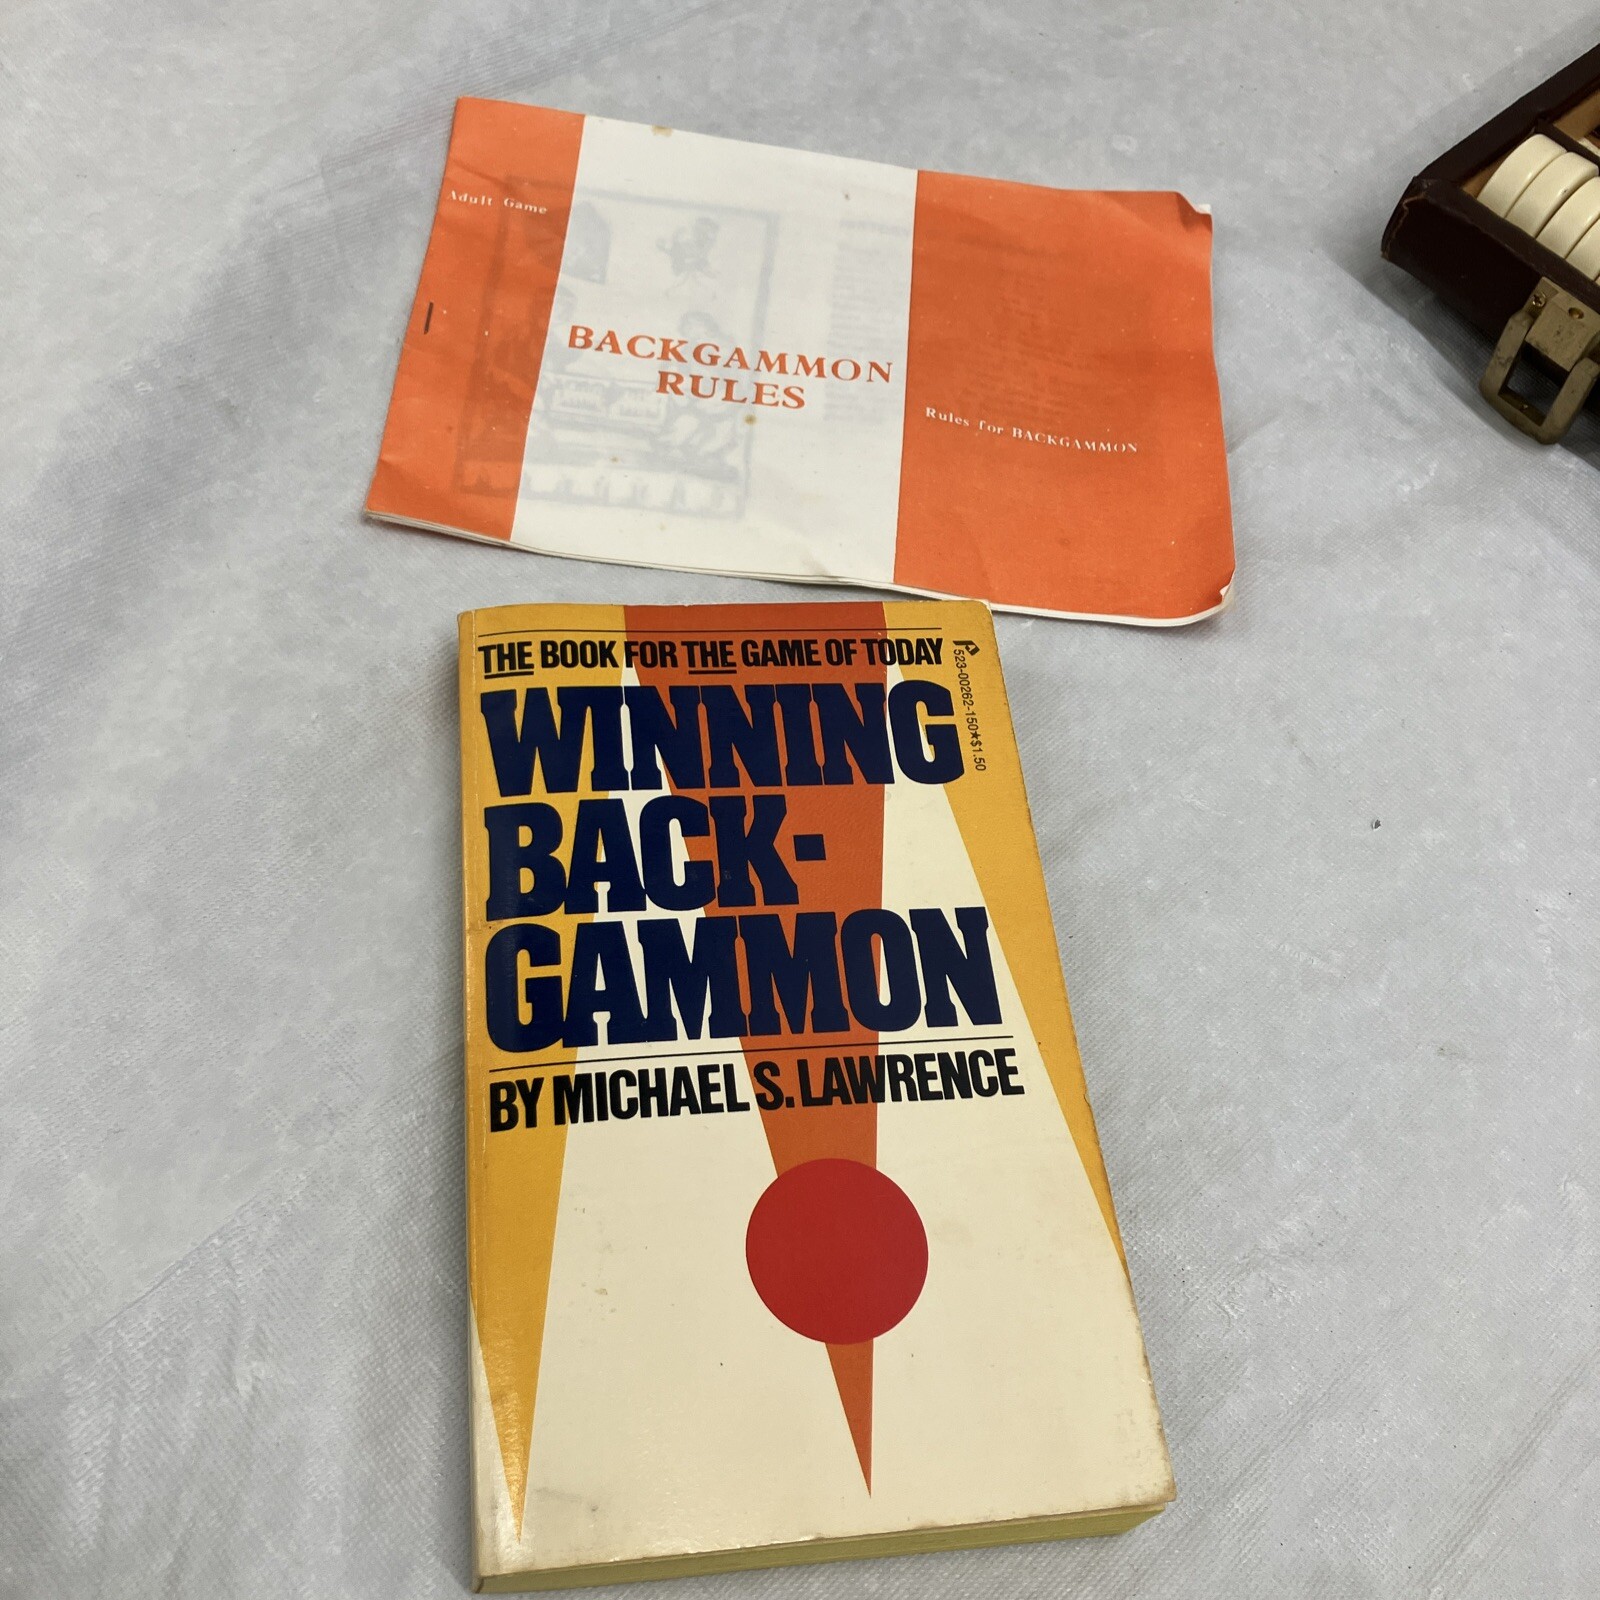 Adult Game
BACKGAMMON
RULES
Rules for BACKGAMMON
THE BOOK FOR THE GAME OF TODAY
523-00262-150★$1.50
WINNING
BACK-
GAMMON
BY MICHAEL S. LAWRENCE